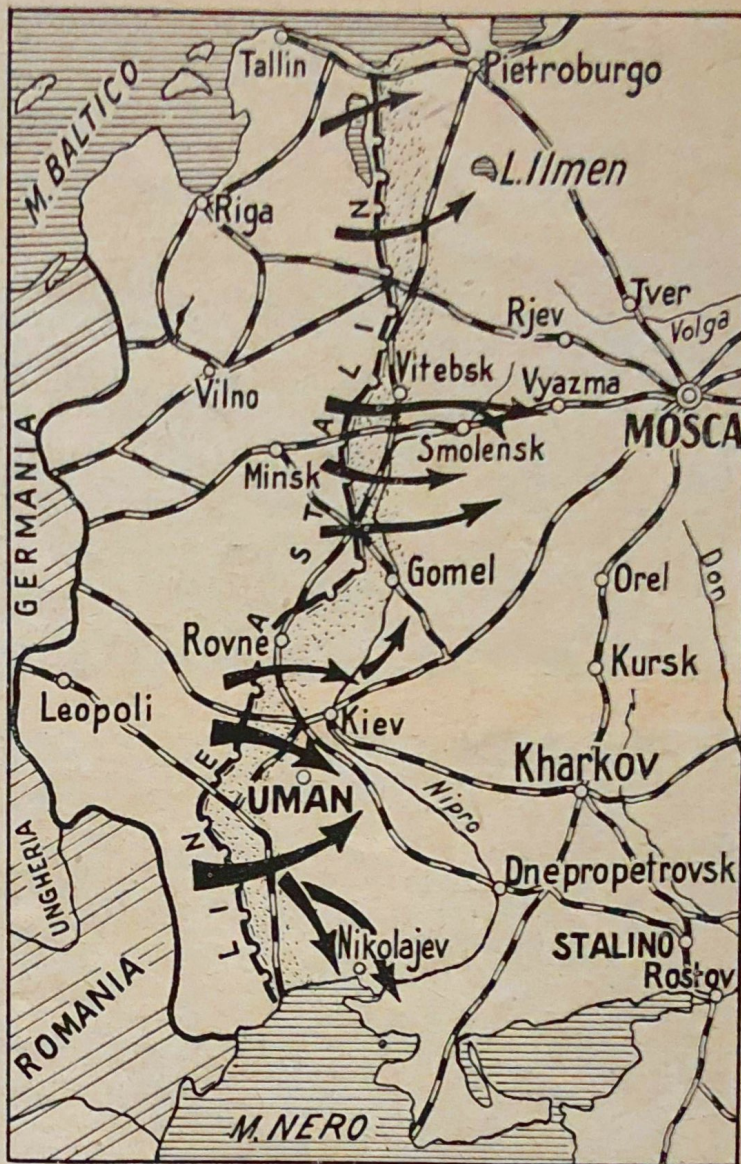 Tallin
Pietroburgo
M. BALTICO
L. Ilmen
Riga
Tver
Volga
Rjev
Vilno
Vitebsk
Vyazma
MOSCA
Smolensk
Minsk
GERMANIA
Gomel
Orel
Don
Rovne
Kursk
Leopoli
Kiev
Kharkov
UMAN
Nipro
UNGHERIA
Dnepropetrovsk
LINEA STALIN
Nikolajev
STALINO
Rostov
ROMANIA
M. NERO